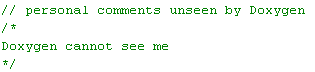 // personal comments unseen by Doxygen
/*
Doxygen cannot see me
*/